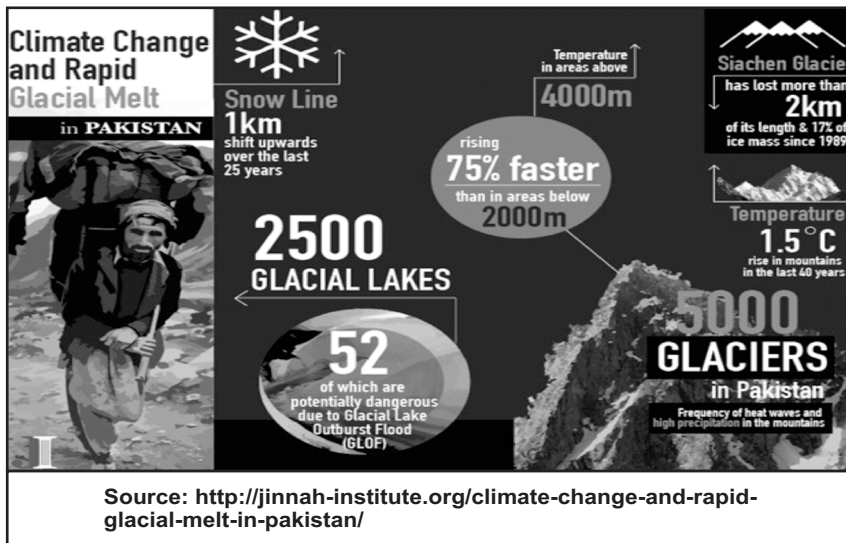 Climate Change
and Rapid
Glacial Melt
in PAKISTAN
JI
Snow Line
1km
shift upwards
over the last
25 years
2500
GLACIAL LAKES
52
of which are
potentially dangerous
due to Glacial Lake
Outburst Flood
(GLOF)
Temperature
in areas above
4000m
rising
75% faster
than in areas below
2000m
Siachen Glacie
has lost more than
2km
of its length & 17% of
ice mass since 1989
Temperature
1.5°C
rise in mountains
in the last 40 years
5000
GLACIERS
in Pakistan
Frequency of heat waves and
high precipitation in the mountains
Source: http://jinnah-institute.org/climate-change-and-rapid-
glacial-melt-in-pakistan/